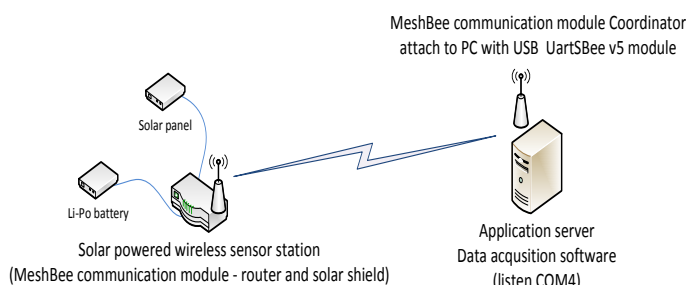 MeshBee communication module Coordinator
attach to PC with USB UartSBee v5 module
Solar panel
Li-Po battery
Solar powered wireless sensor station
(MeshBee communication module - router and solar shield)
Application server
Data acqusition software
(listen COM4)